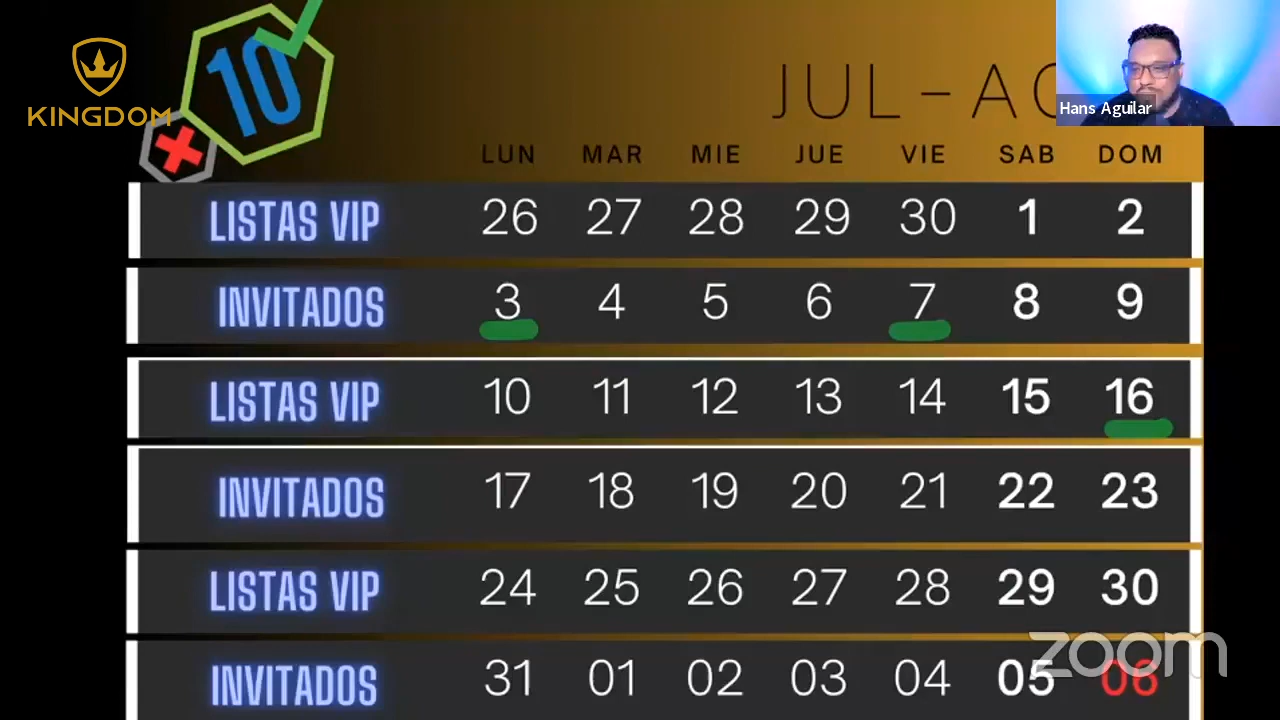 KINGDOM
10
JUL-AG
Hans Aguilar
LUN MAR MIE JUE VIE SAB DOM
LISTAS VIP 26 27 28 29 30 1 2
INVITADOS 3 4 5 6 7 8 9
LISTAS VIP 10 11 12 13 14 15 16
INVITADOS 17 18 19 20 21 22 23
LISTAS VIP 24 25 26 27 28 29 30
INVITADOS 31 01 02 03 04 05 06
zoom